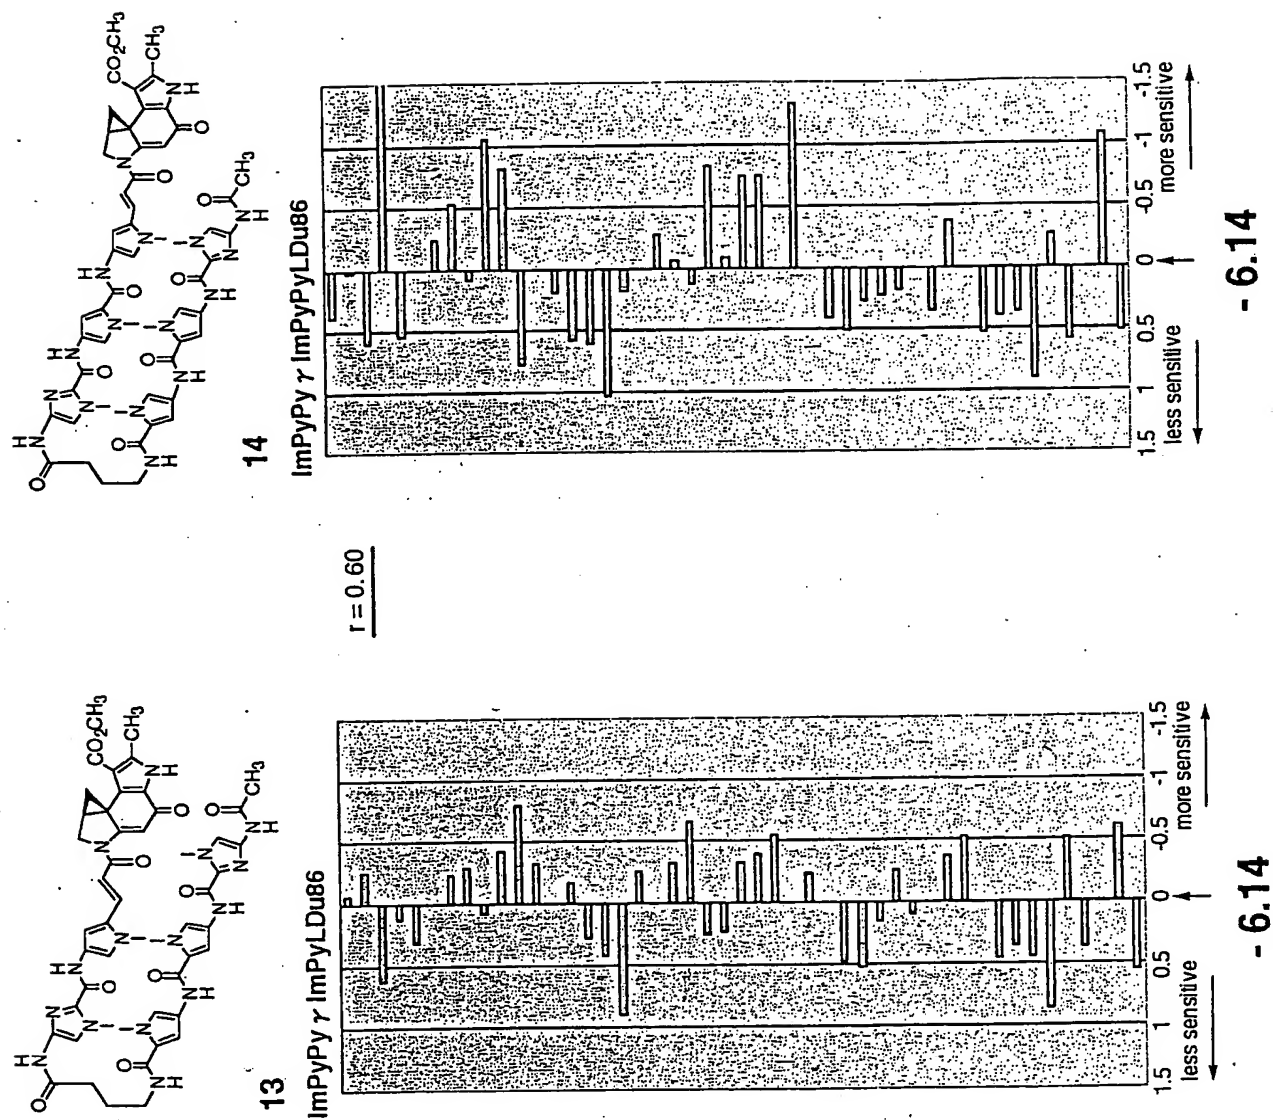 CO₂CH₃
CH₃
14
ImPyPy γ ImPyPyLDu86
1.5 1 0.5 0 -0.5 -1 -1.5
less sensitive more sensitive
- 6.14
r = 0.60
CO₂CH₃
CH₃
13
ImPyPy γ ImPyLDu86
1.5 1 0.5 0 -0.5 -1 -1.5
less sensitive more sensitive
- 6.14